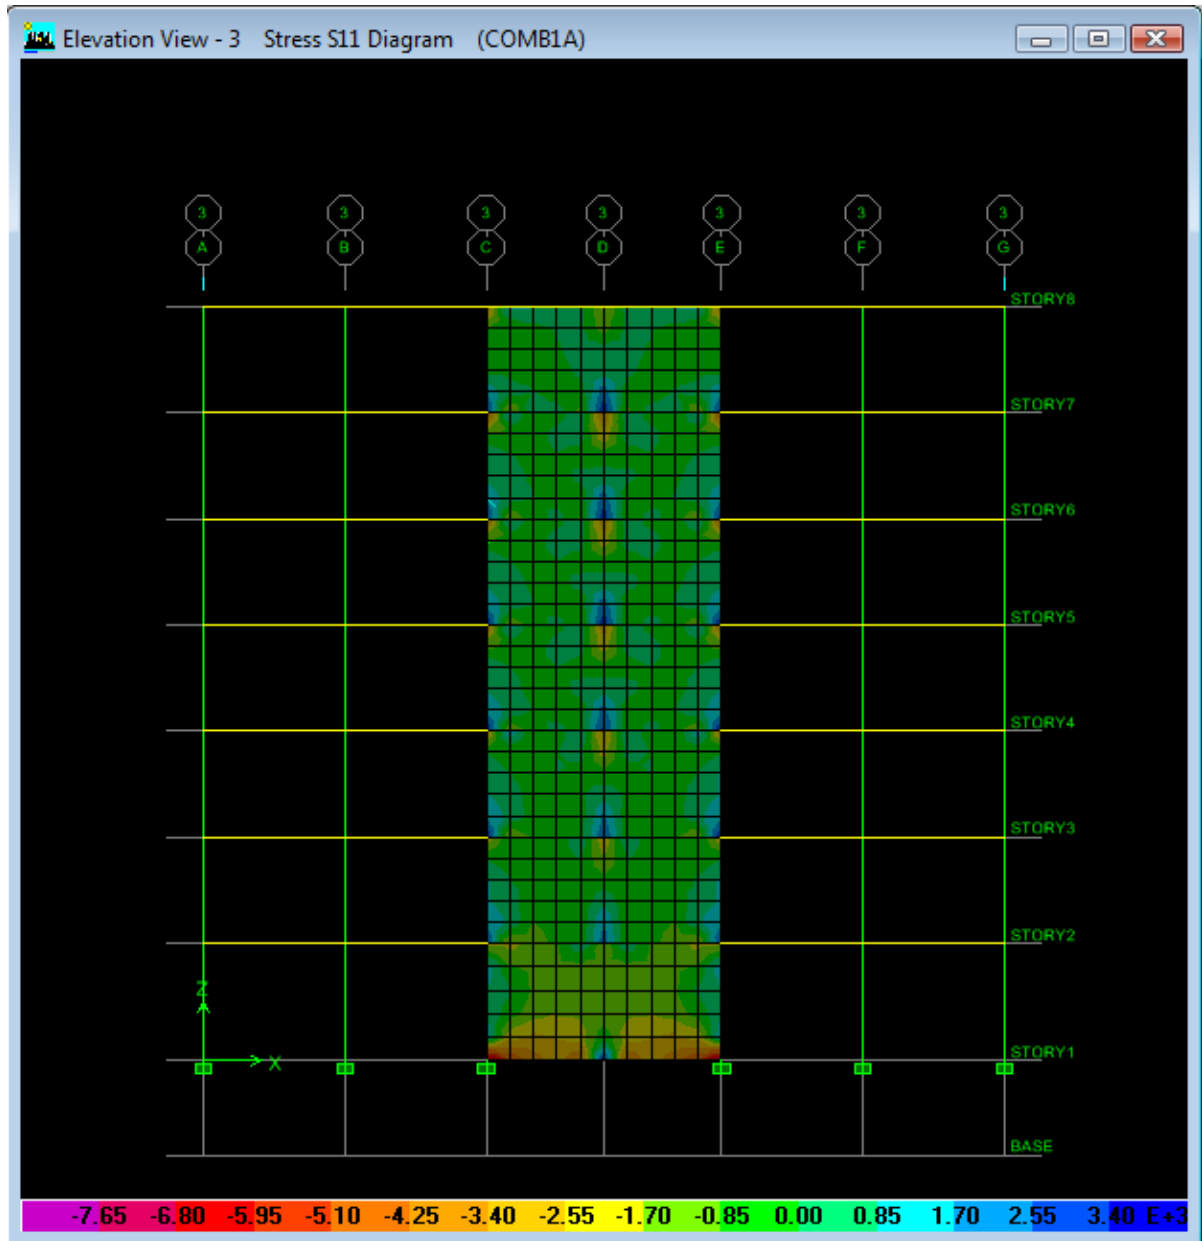 Elevation View - 3 Stress S11 Diagram (COMB1A)
3 3 3 3 3 3 3
A B C D E F G
STORY8
STORY7
STORY6
STORY5
STORY4
STORY3
STORY2
Z
X
STORY1
BASE
-7.65 -6.80 -5.95 -5.10 -4.25 -3.40 -2.55 -1.70 -0.85 0.00 0.85 1.70 2.55 3.40 E+3